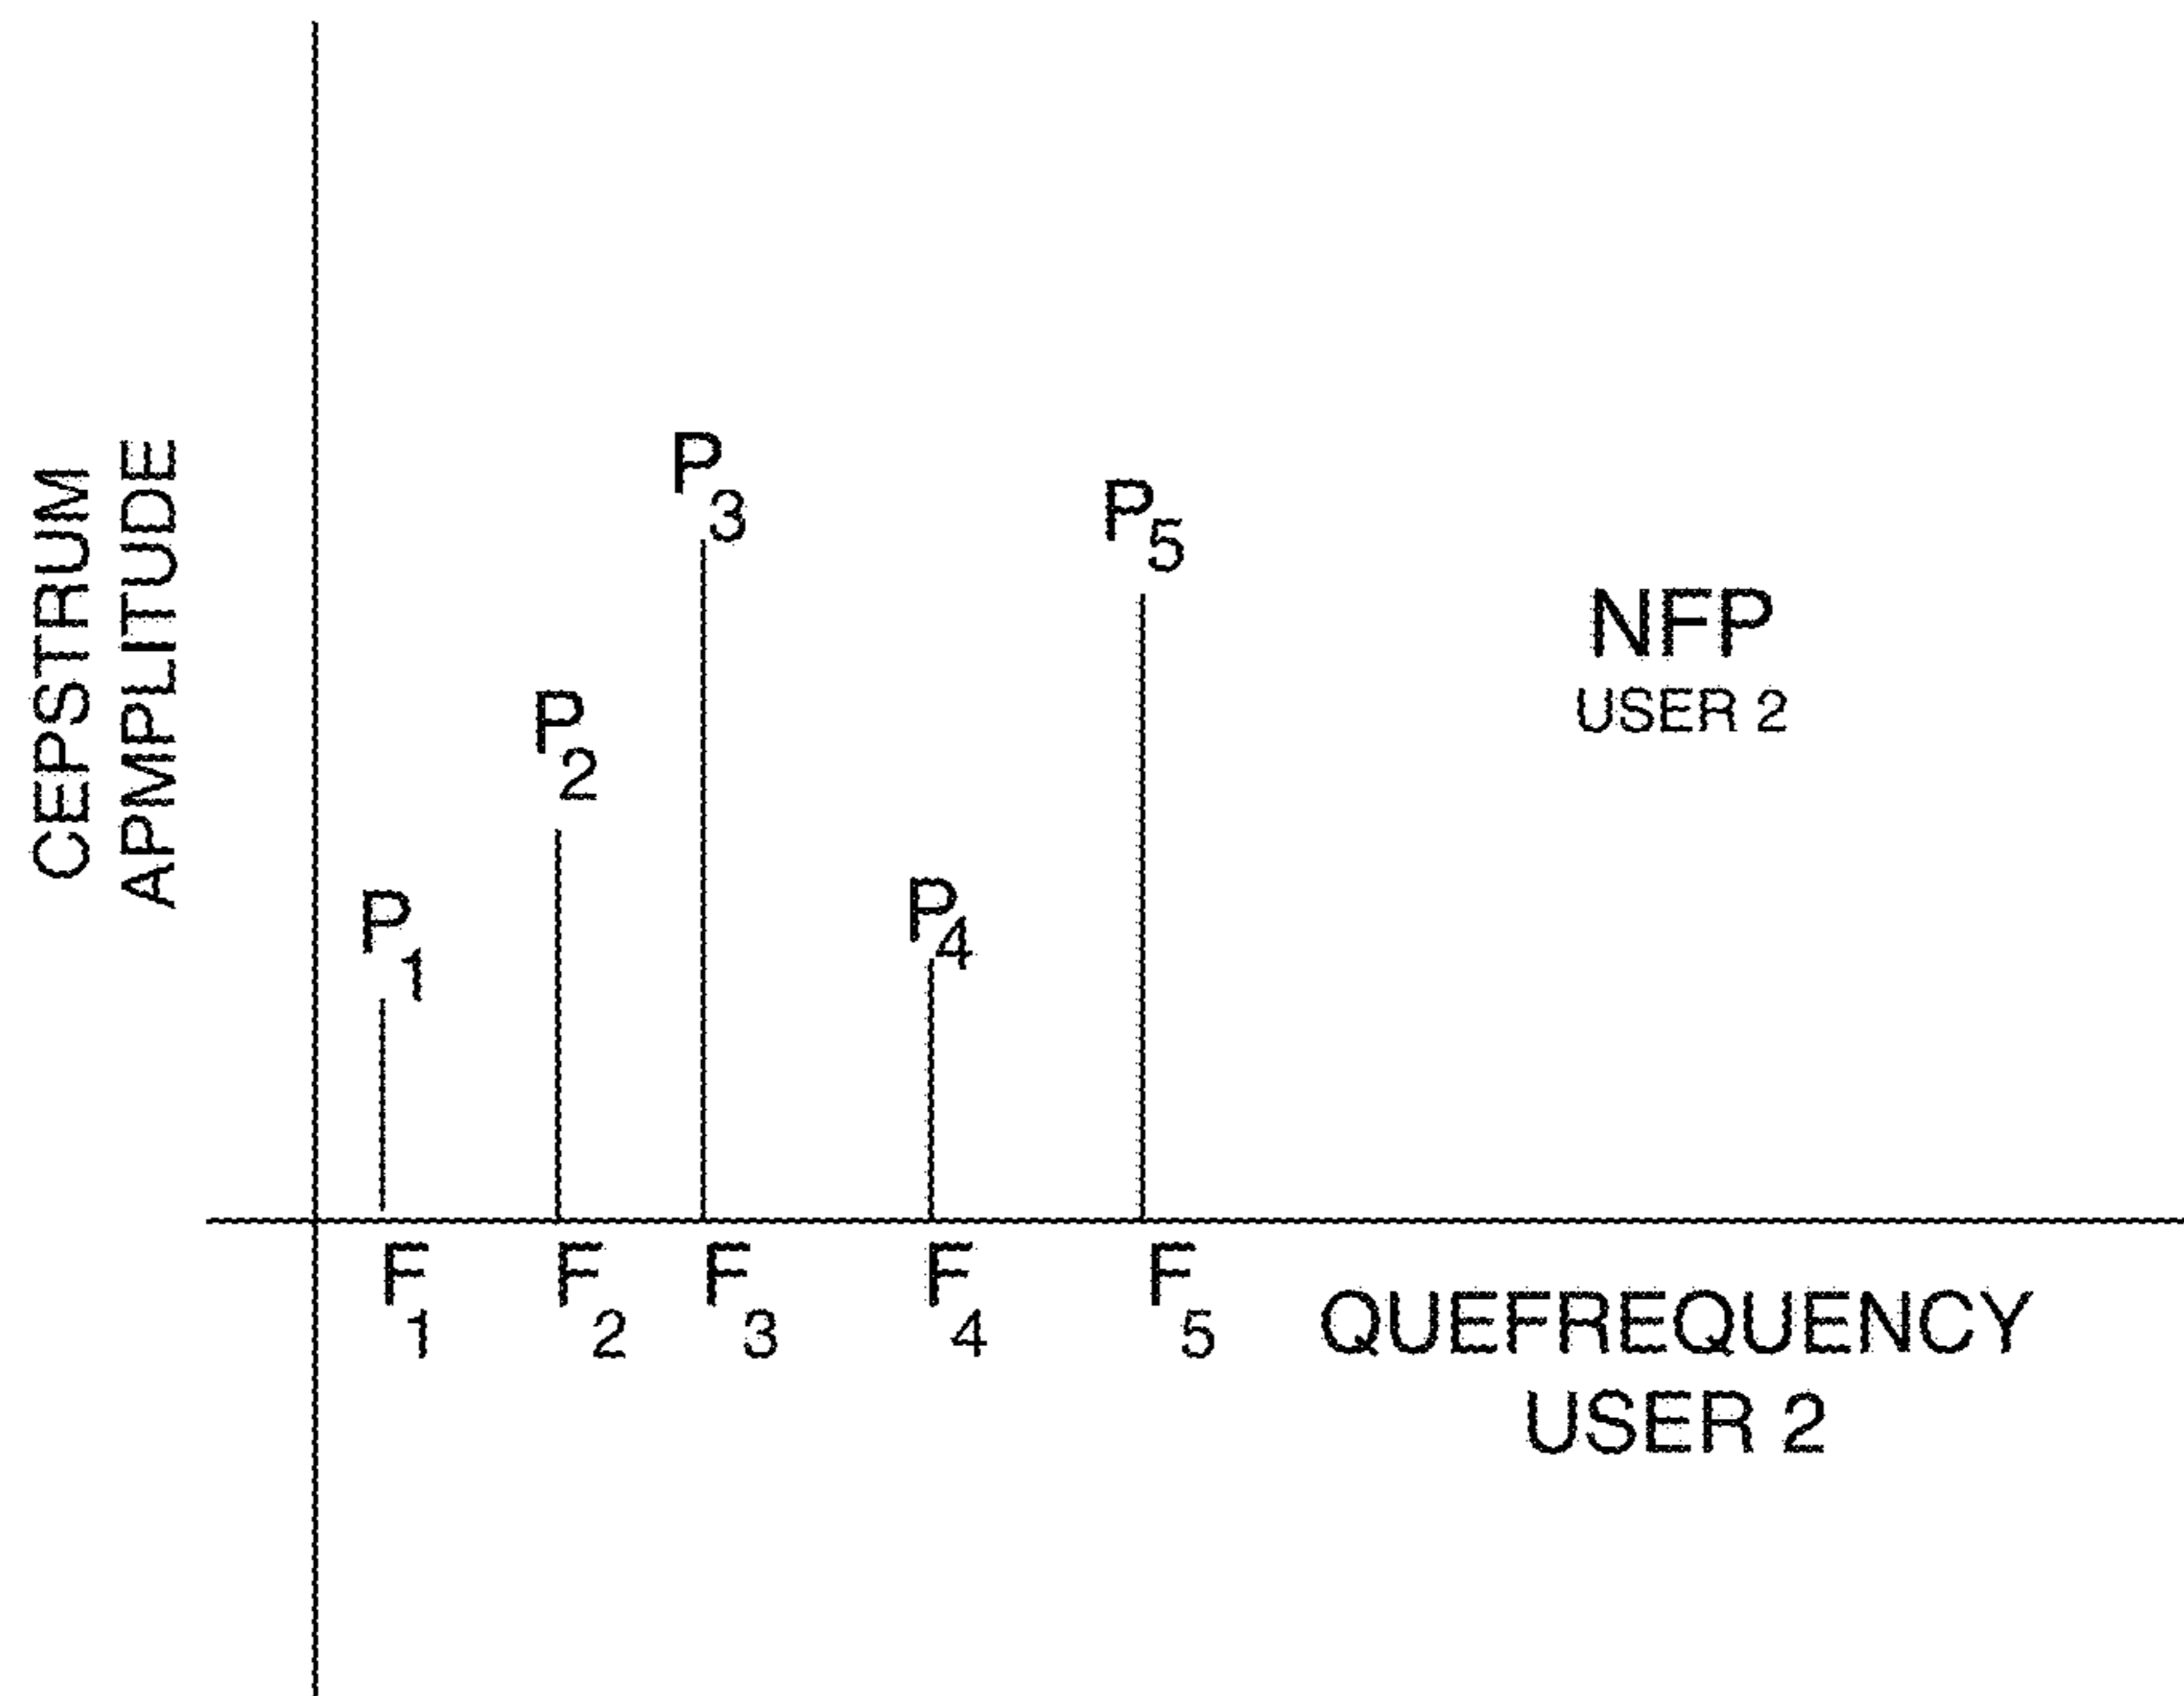 CEPSTRUM
APMPLITUDE
P3
P5
P2
P4
P1
NFP
USER 2
F1 F2 F3 F4 F5
QUEFREQUENCY
USER 2